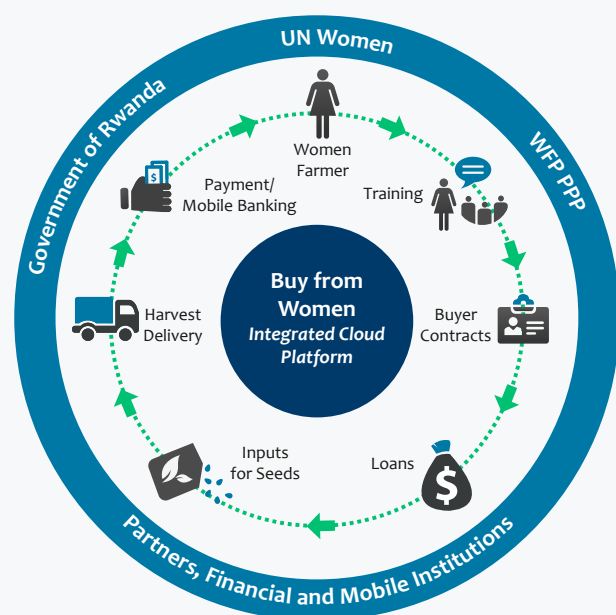 UN Women
Government of Rwanda
WFP PPP
Women
Farmer
Payment/
Mobile Banking
Training
$
Buy from
Women
Integrated Cloud
Platform
Harvest
Delivery
Buyer
Contracts
Inputs
for Seeds
Loans
$
Partners, Financial and Mobile Institutions